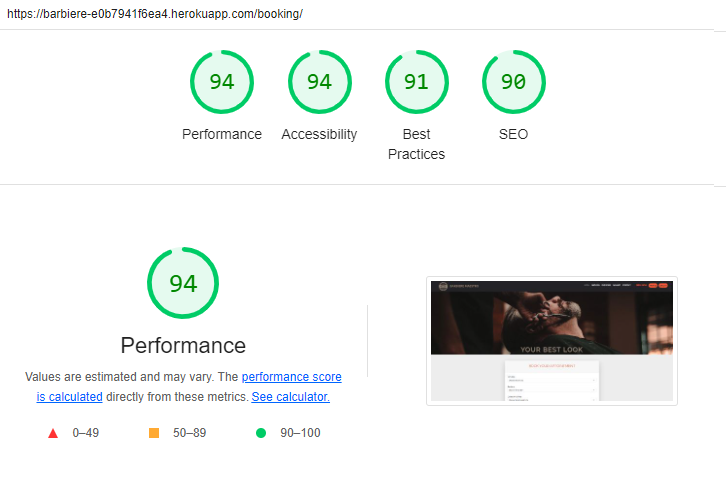 https://barbiere-e0b7941f6ea4.herokuapp.com/booking/
94
94
91
90
Performance
Accessibility
Best
Practices
SEO
94
Performance
Values are estimated and may vary. The performance score
is calculated directly from these metrics. See calculator.
0–49
50–89
90–100
YOUR BEST LOOK